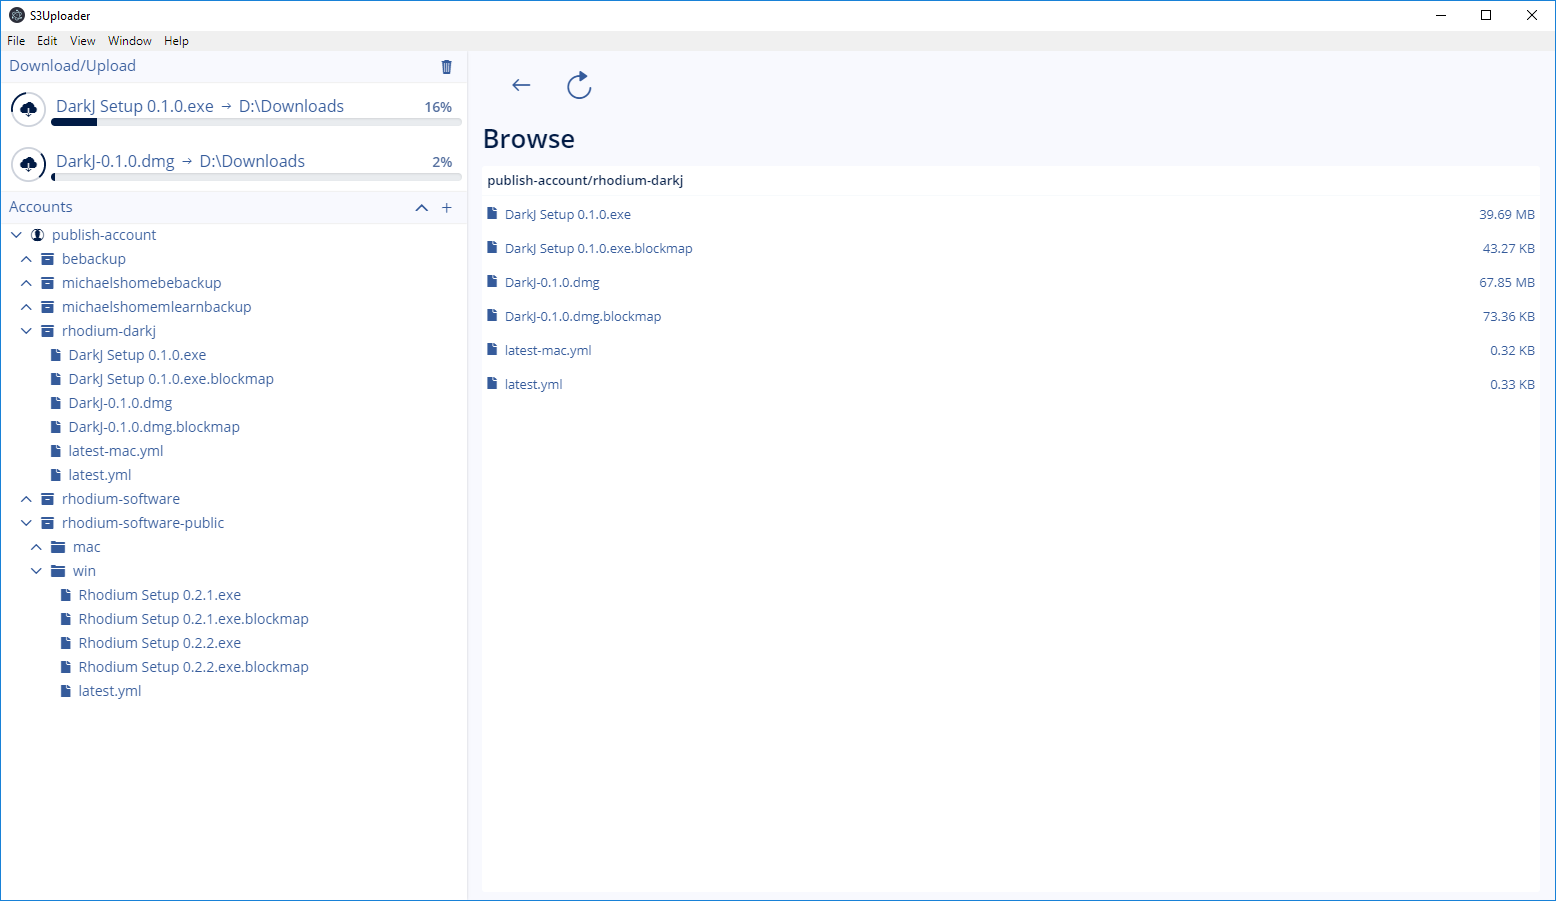 S3Uploader
File Edit View Window Help
Download/Upload
DarkJ Setup 0.1.0.exe → D:\Downloads 16%
DarkJ-0.1.0.dmg → D:\Downloads 2%
Accounts
publish-account
bebackup
michaelshomebebackup
michaelshomemlearnbackup
rhodium-darkj
DarkJ Setup 0.1.0.exe
DarkJ Setup 0.1.0.exe.blockmap
DarkJ-0.1.0.dmg
DarkJ-0.1.0.dmg.blockmap
latest-mac.yml
latest.yml
rhodium-software
rhodium-software-public
mac
win
Rhodium Setup 0.2.1.exe
Rhodium Setup 0.2.1.exe.blockmap
Rhodium Setup 0.2.2.exe
Rhodium Setup 0.2.2.exe.blockmap
latest.yml
Browse
publish-account/rhodium-darkj
DarkJ Setup 0.1.0.exe 39.69 MB
DarkJ Setup 0.1.0.exe.blockmap 43.27 KB
DarkJ-0.1.0.dmg 67.85 MB
DarkJ-0.1.0.dmg.blockmap 73.36 KB
latest-mac.yml 0.32 KB
latest.yml 0.33 KB